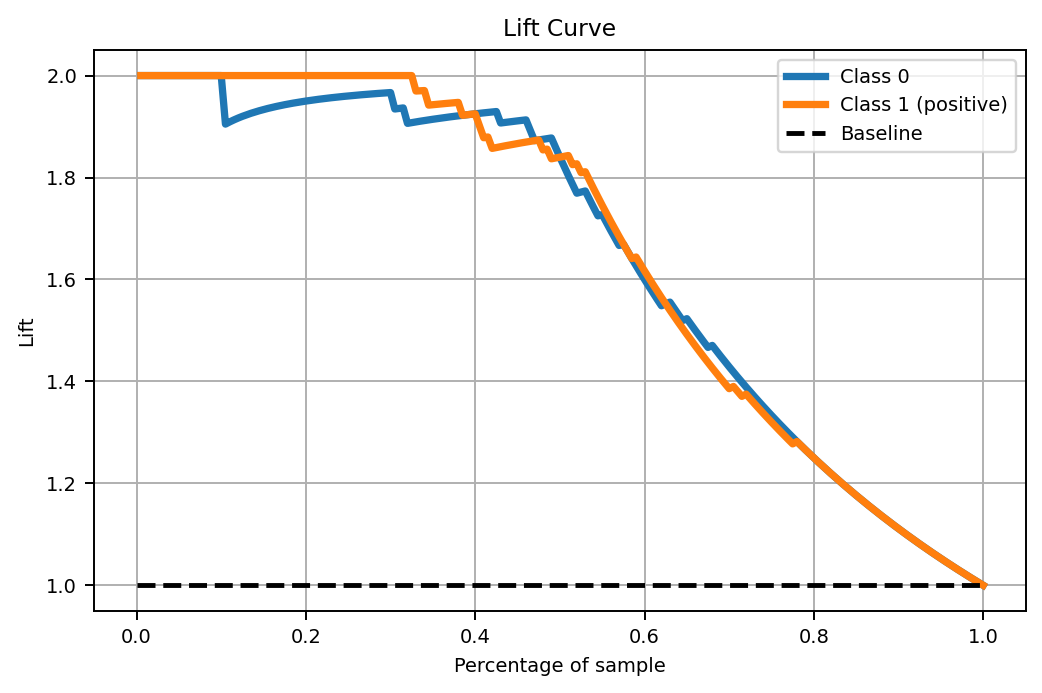 Lift Curve
Class 0
Class 1 (positive)
Baseline
Lift
2.0
1.8
1.6
1.4
1.2
1.0
0.0 0.2 0.4 0.6 0.8 1.0
Percentage of sample